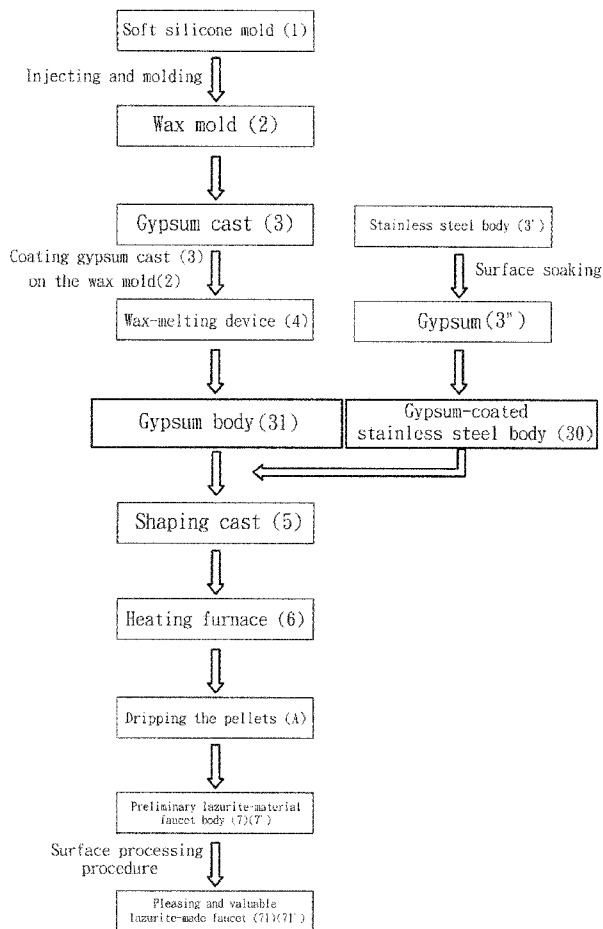 Soft silicone mold (1)
Injecting and molding
Wax mold (2)
Gypsum cast (3)
Stainless steel body (3')
Coating gypsum cast (3)
on the wax mold(2)
Surface soaking
Wax-melting device (4)
Gypsum(3")
Gypsum body(31)
Gypsum-coated
stainless steel body (30)
Shaping cast (5)
Heating furnace (6)
Dripping the pellets (A)
Preliminary lazurite-material
faucet body (7)(7')
Surface processing
procedure
Pleasing and valuable
lazurite-made faucet (71)(71')